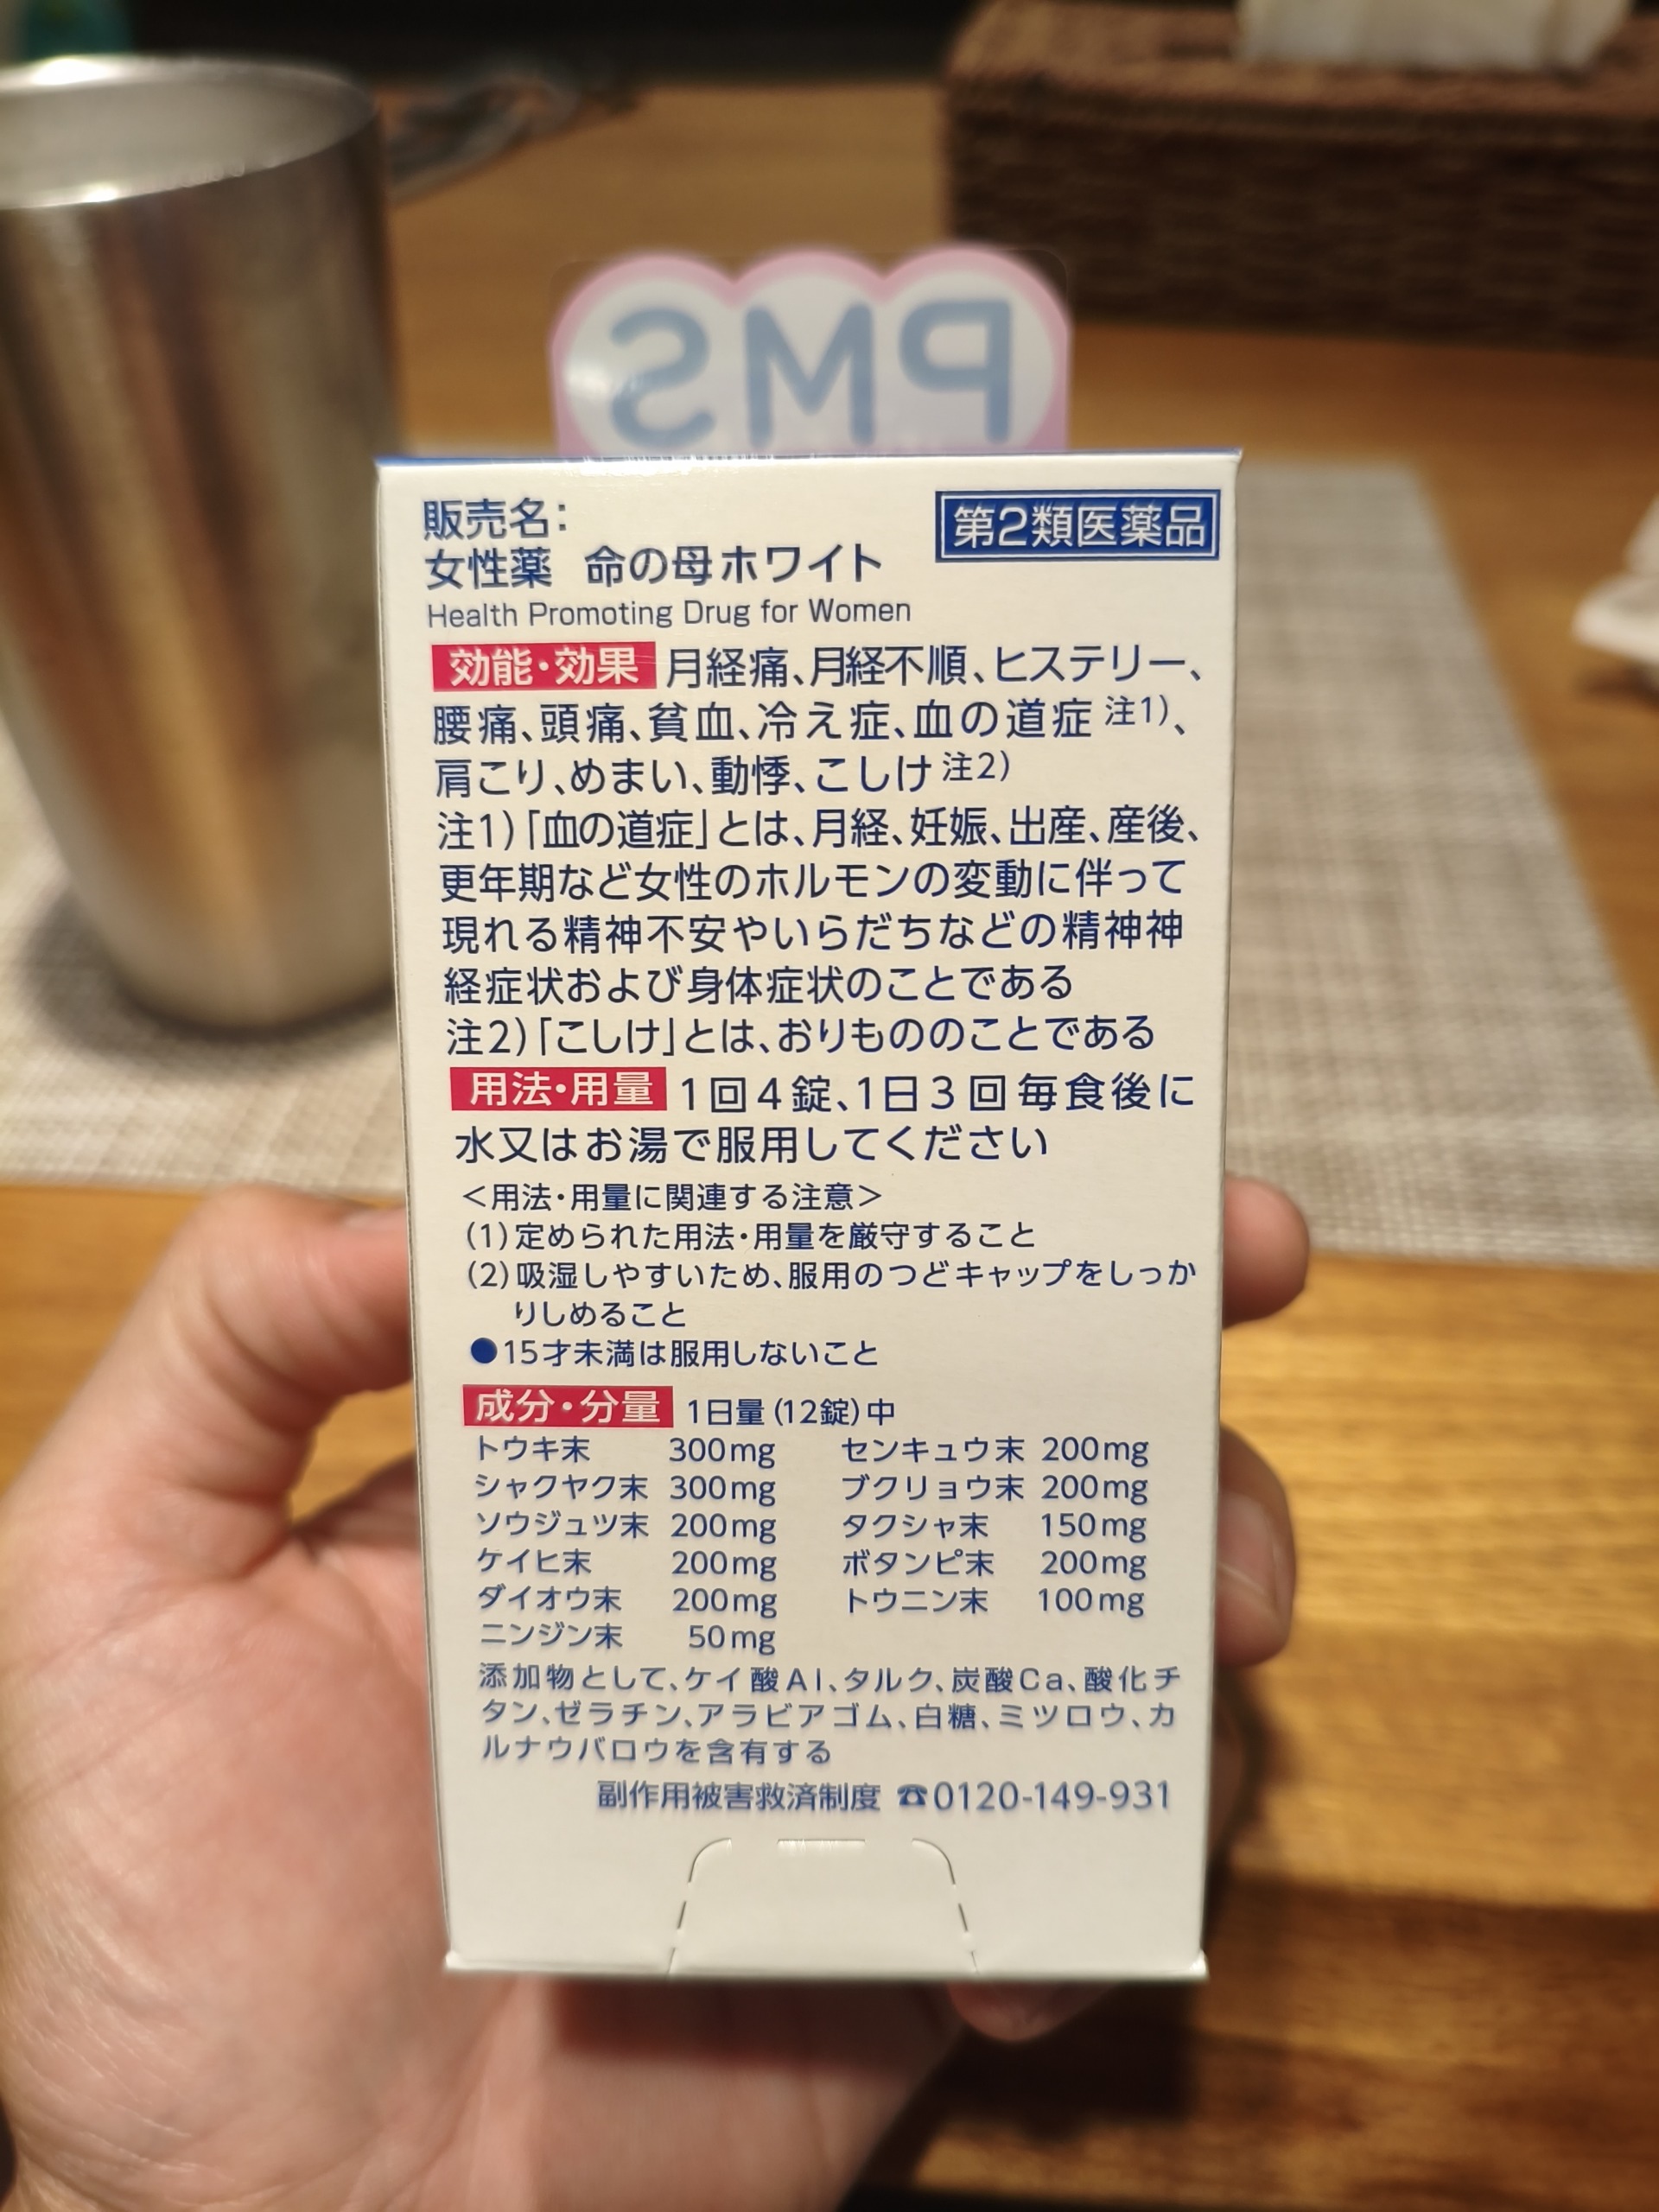 PMS
販売名:
女性薬 命の母ホワイト
第2類医薬品
Health Promoting Drug for Women
効能・効果 月経痛、月経不順、ヒステリー、
腰痛、頭痛、貧血、冷え症、血の道症 注1)、
肩こり、めまい、動悸、こしけ 注2)
注1)「血の道症」とは、月経、妊娠、出産、産後、
更年期など女性のホルモンの変動に伴って
現れる精神不安やいらだちなどの精神神
経症状および身体症状のことである
注2)「こしけ」とは、おりもののことである
用法・用量 1回4錠、1日3回毎食後に
水又はお湯で服用してください
<用法・用量に関連する注意>
(1)定められた用法・用量を厳守すること
(2)吸湿しやすいため、服用のつどキャップをしっか
りしめること
●15才未満は服用しないこと
成分・分量 1日量(12錠)中
トウキ末 300mg センキュウ末 200mg
シャクヤク末 300mg ブクリョウ末 200mg
ソウジュツ末 200mg タクシャ末 150mg
ケイヒ末 200mg ボタンピ末 200mg
ダイオウ末 200mg トウニン末 100mg
ニンジン末 50mg
添加物として、ケイ酸Al、タルク、炭酸Ca、酸化チ
タン、ゼラチン、アラビアゴム、白糖、ミツロウ、カ
ルナウバロウを含有する
副作用被害救済制度 ☎0120-149-931